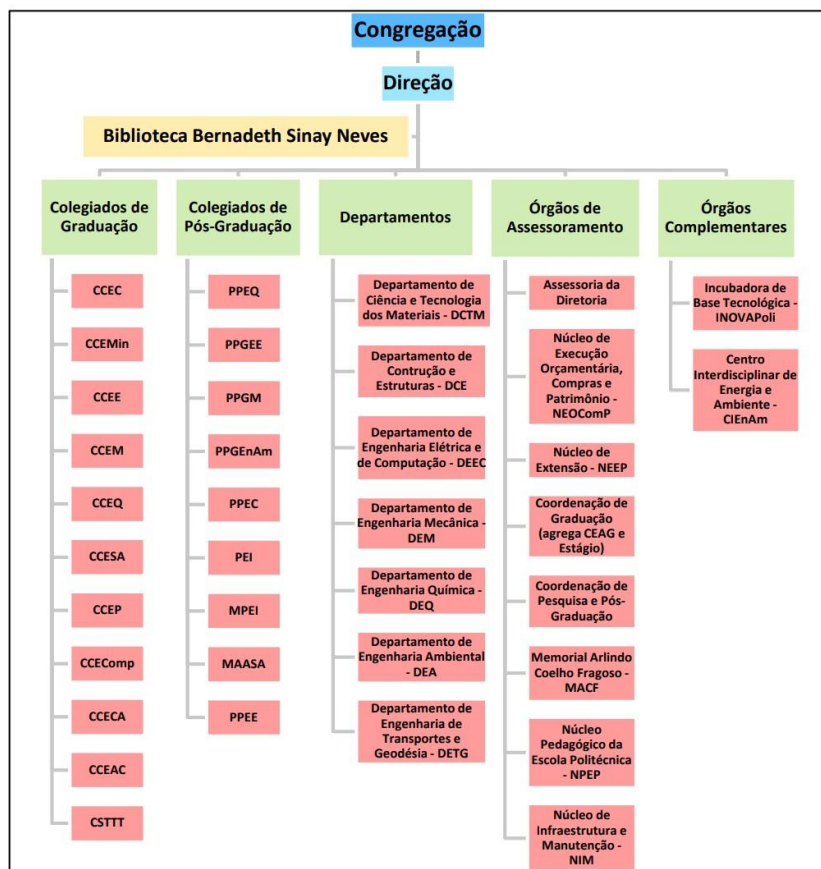 Congregação
Direção
Biblioteca Bernadeth Sinay Neves
Colegiados de
Graduação
CCEC
CCEMin
CCEE
CCEM
CCEQ
CCESA
CCEP
CCEComp
CCECA
CCEAC
CSTTT
Colegiados de
Pós-Graduação
PPEQ
PPGEE
PPGM
PPGEnAm
PPEC
PEI
MPEI
MAASA
PPEE
Departamentos
Departamento de
Ciência e Tecnologia
dos Materiais - DCTM
Departamento de
Contrução e
Estruturas - DCE
Departamento de
Engenharia Elétrica e
de Computação - DEEC
Departamento de
Engenharia Mecânica -
DEM
Departamento de
Engenharia Química -
DEQ
Departamento de
Engenharia Ambiental -
DEA
Departamento de
Engenharia de
Transportes e
Geodésia - DETG
Órgãos de
Assessoramento
Assessoria da
Diretoria
Núcleo de
Execução
Orçamentária,
Compras e
Patrimônio -
NEOComP
Núcleo de
Extensão - NEEP
Coordenação de
Graduação
(agrega CEAG e
Estágio)
Coordenação de
Pesquisa e Pós-
Graduação
Memorial Arlindo
Coelho Fragoso -
MACF
Núcleo
Pedagógico da
Escola Politécnica
- NPEP
Núcleo de
Infraestrutura e
Manutenção -
NIM
Órgãos
Complementares
Incubadora de
Base Tecnológica -
INOVAPoli
Centro
Interdisciplinar de
Energia e
Ambiente -
CIEnAm